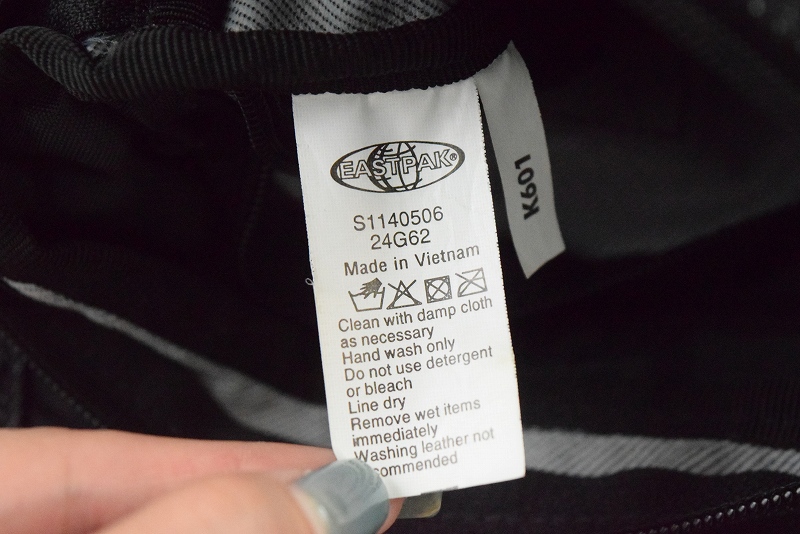 EASTPAK®
S1140506
24G62
Made in Vietnam
Clean with damp cloth
as necessary
Hand wash only
Do not use detergent
or bleach
Line dry
Remove wet items
immediately
Washing leather not
commended
K601